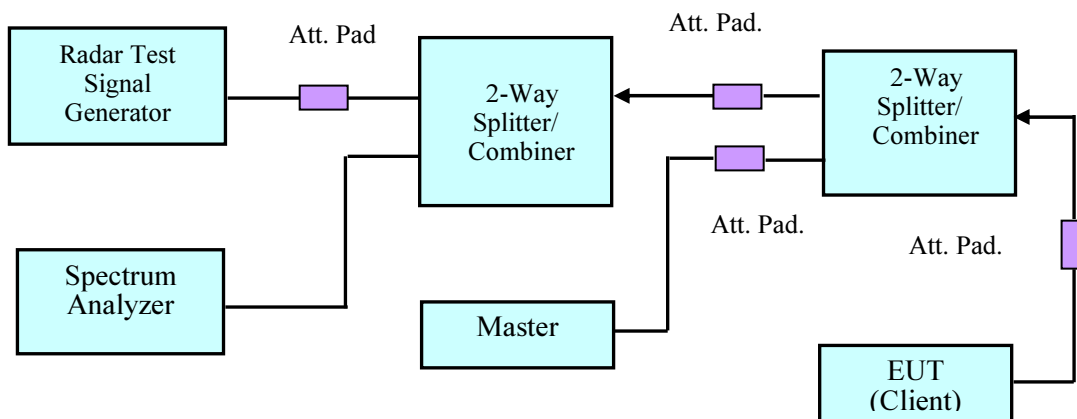 Att. Pad
Att. Pad.
Radar Test
Signal
Generator
2-Way
Splitter/
Combiner
2-Way
Splitter/
Combiner
Att. Pad.
Att. Pad.
Spectrum
Analyzer
Master
EUT
(Client)